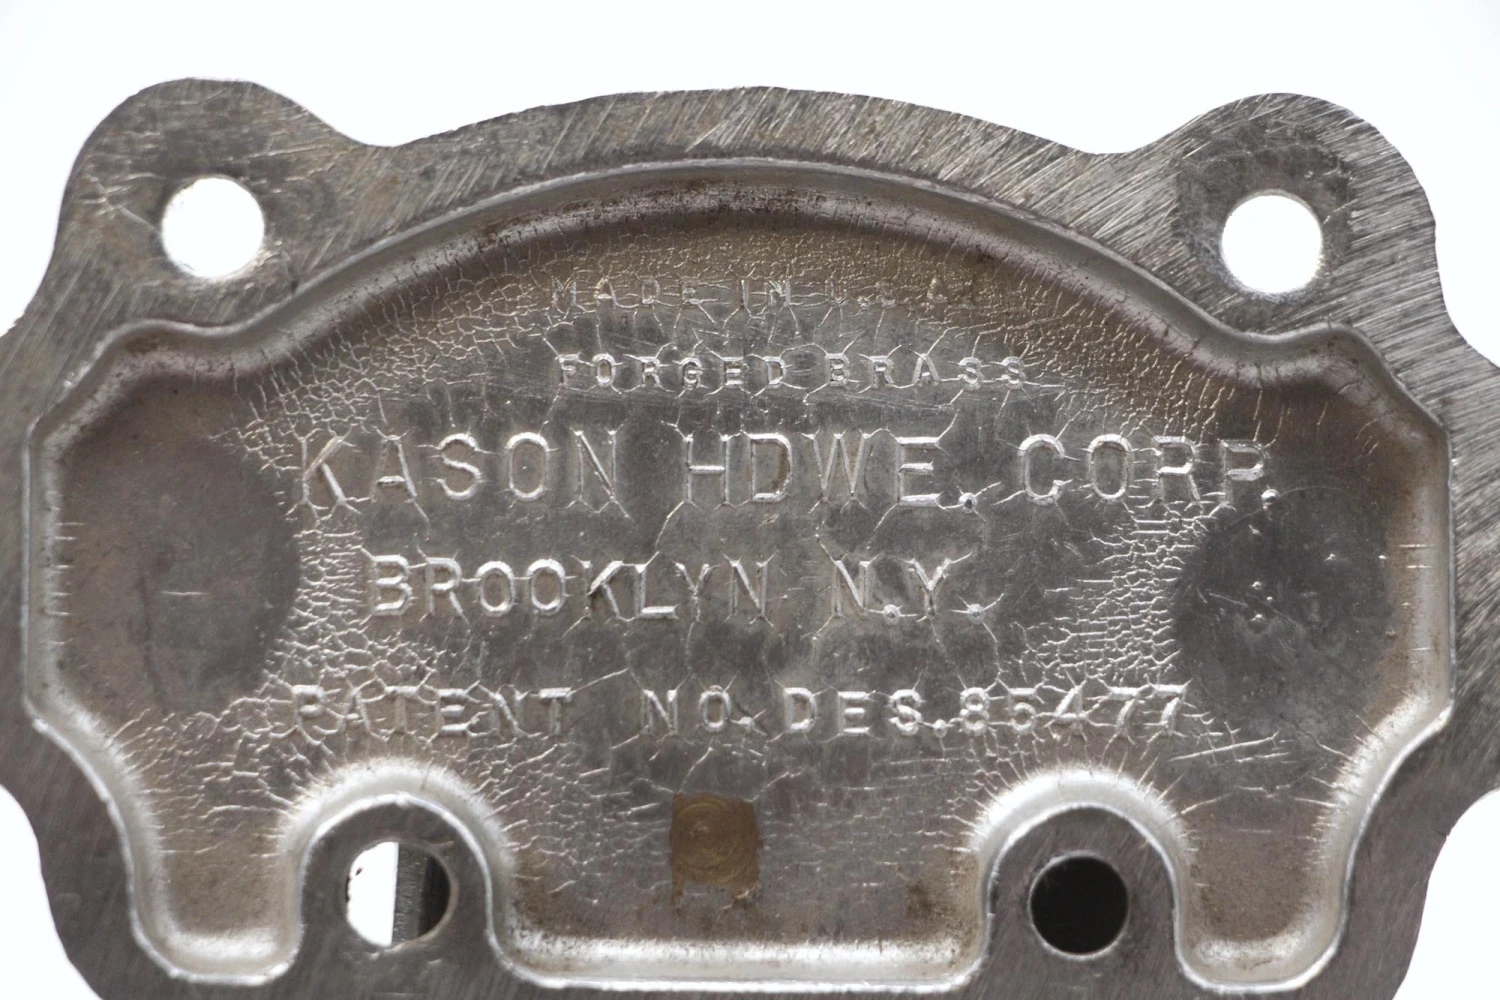 MADE IN U.S.A.
FORGED BRASS
KASON HDWE. CORP.
BROOKLYN N.Y.
PATENT NO. DES. 85477